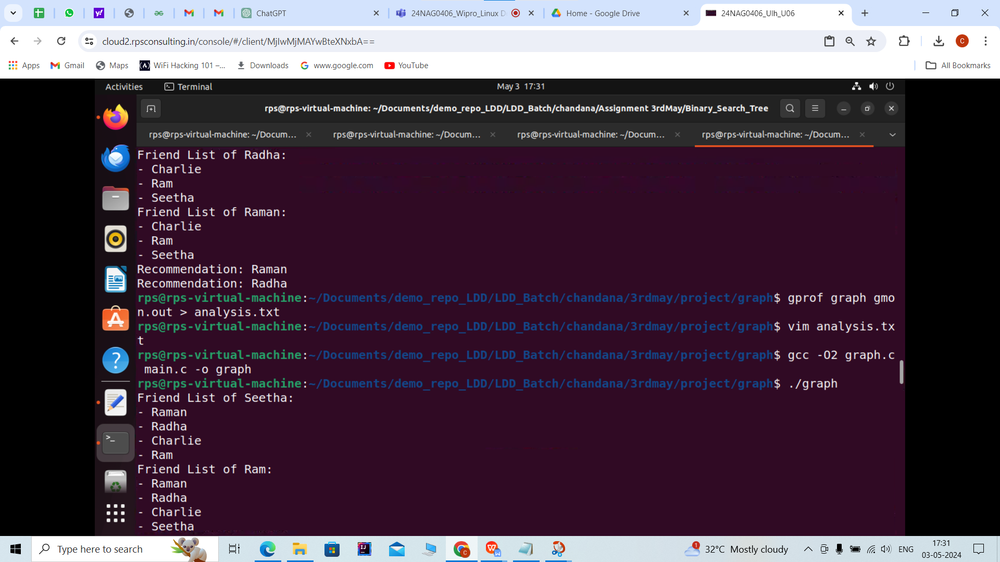 ChatGPT
24NAG0406_Wipro_Linux D
Home - Google Drive
24NAG0406_Ulh_U06
cloud2.rpsconsulting.in/console/#/client/MjIwMjMAYwBteXNxbA==
C
Apps
Gmail
Maps
WiFi Hacking 101 –...
Downloads
www.google.com
YouTube
All Bookmarks
Activities
Terminal
May 3 17:31
rps@rps-virtual-machine: ~/Documents/demo_repo_LDD/LDD_Batch/chandana/Assignment 3rdMay/Binary_Search_Tree
rps@rps-virtual-machine: ~/Docum...
rps@rps-virtual-machine: ~/Docum...
rps@rps-virtual-machine: ~/Docum...
rps@rps-virtual-machine: ~/Docum...
Friend List of Radha:
- Charlie
- Ram
- Seetha
Friend List of Raman:
- Charlie
- Ram
- Seetha
Recommendation: Raman
Recommendation: Radha
rps@rps-virtual-machine:~/Documents/demo_repo_LDD/LDD_Batch/chandana/3rdmay/project/graph$ gprof graph gmo
n.out > analysis.txt
rps@rps-virtual-machine:~/Documents/demo_repo_LDD/LDD_Batch/chandana/3rdmay/project/graph$ vim analysis.tx
t
rps@rps-virtual-machine:~/Documents/demo_repo_LDD/LDD_Batch/chandana/3rdmay/project/graph$ gcc -O2 graph.c
main.c -o graph
rps@rps-virtual-machine:~/Documents/demo_repo_LDD/LDD_Batch/chandana/3rdmay/project/graph$ ./graph
Friend List of Seetha:
- Raman
- Radha
- Charlie
- Ram
Friend List of Ram:
- Raman
- Radha
- Charlie
- Seetha
Type here to search
1
32°C Mostly cloudy
ENG
17:31
03-05-2024